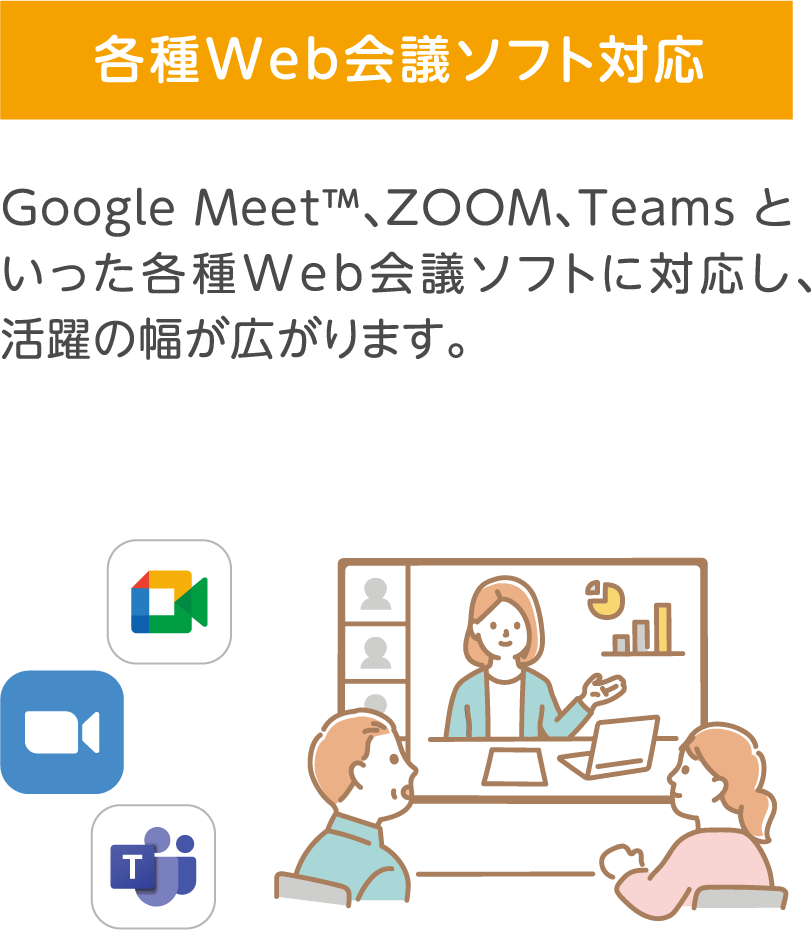 各種Web会議ソフト対応
Google Meet™、ZOOM、Teams と
いった各種Web会議ソフトに対応し、
活躍の幅が広がります。
T